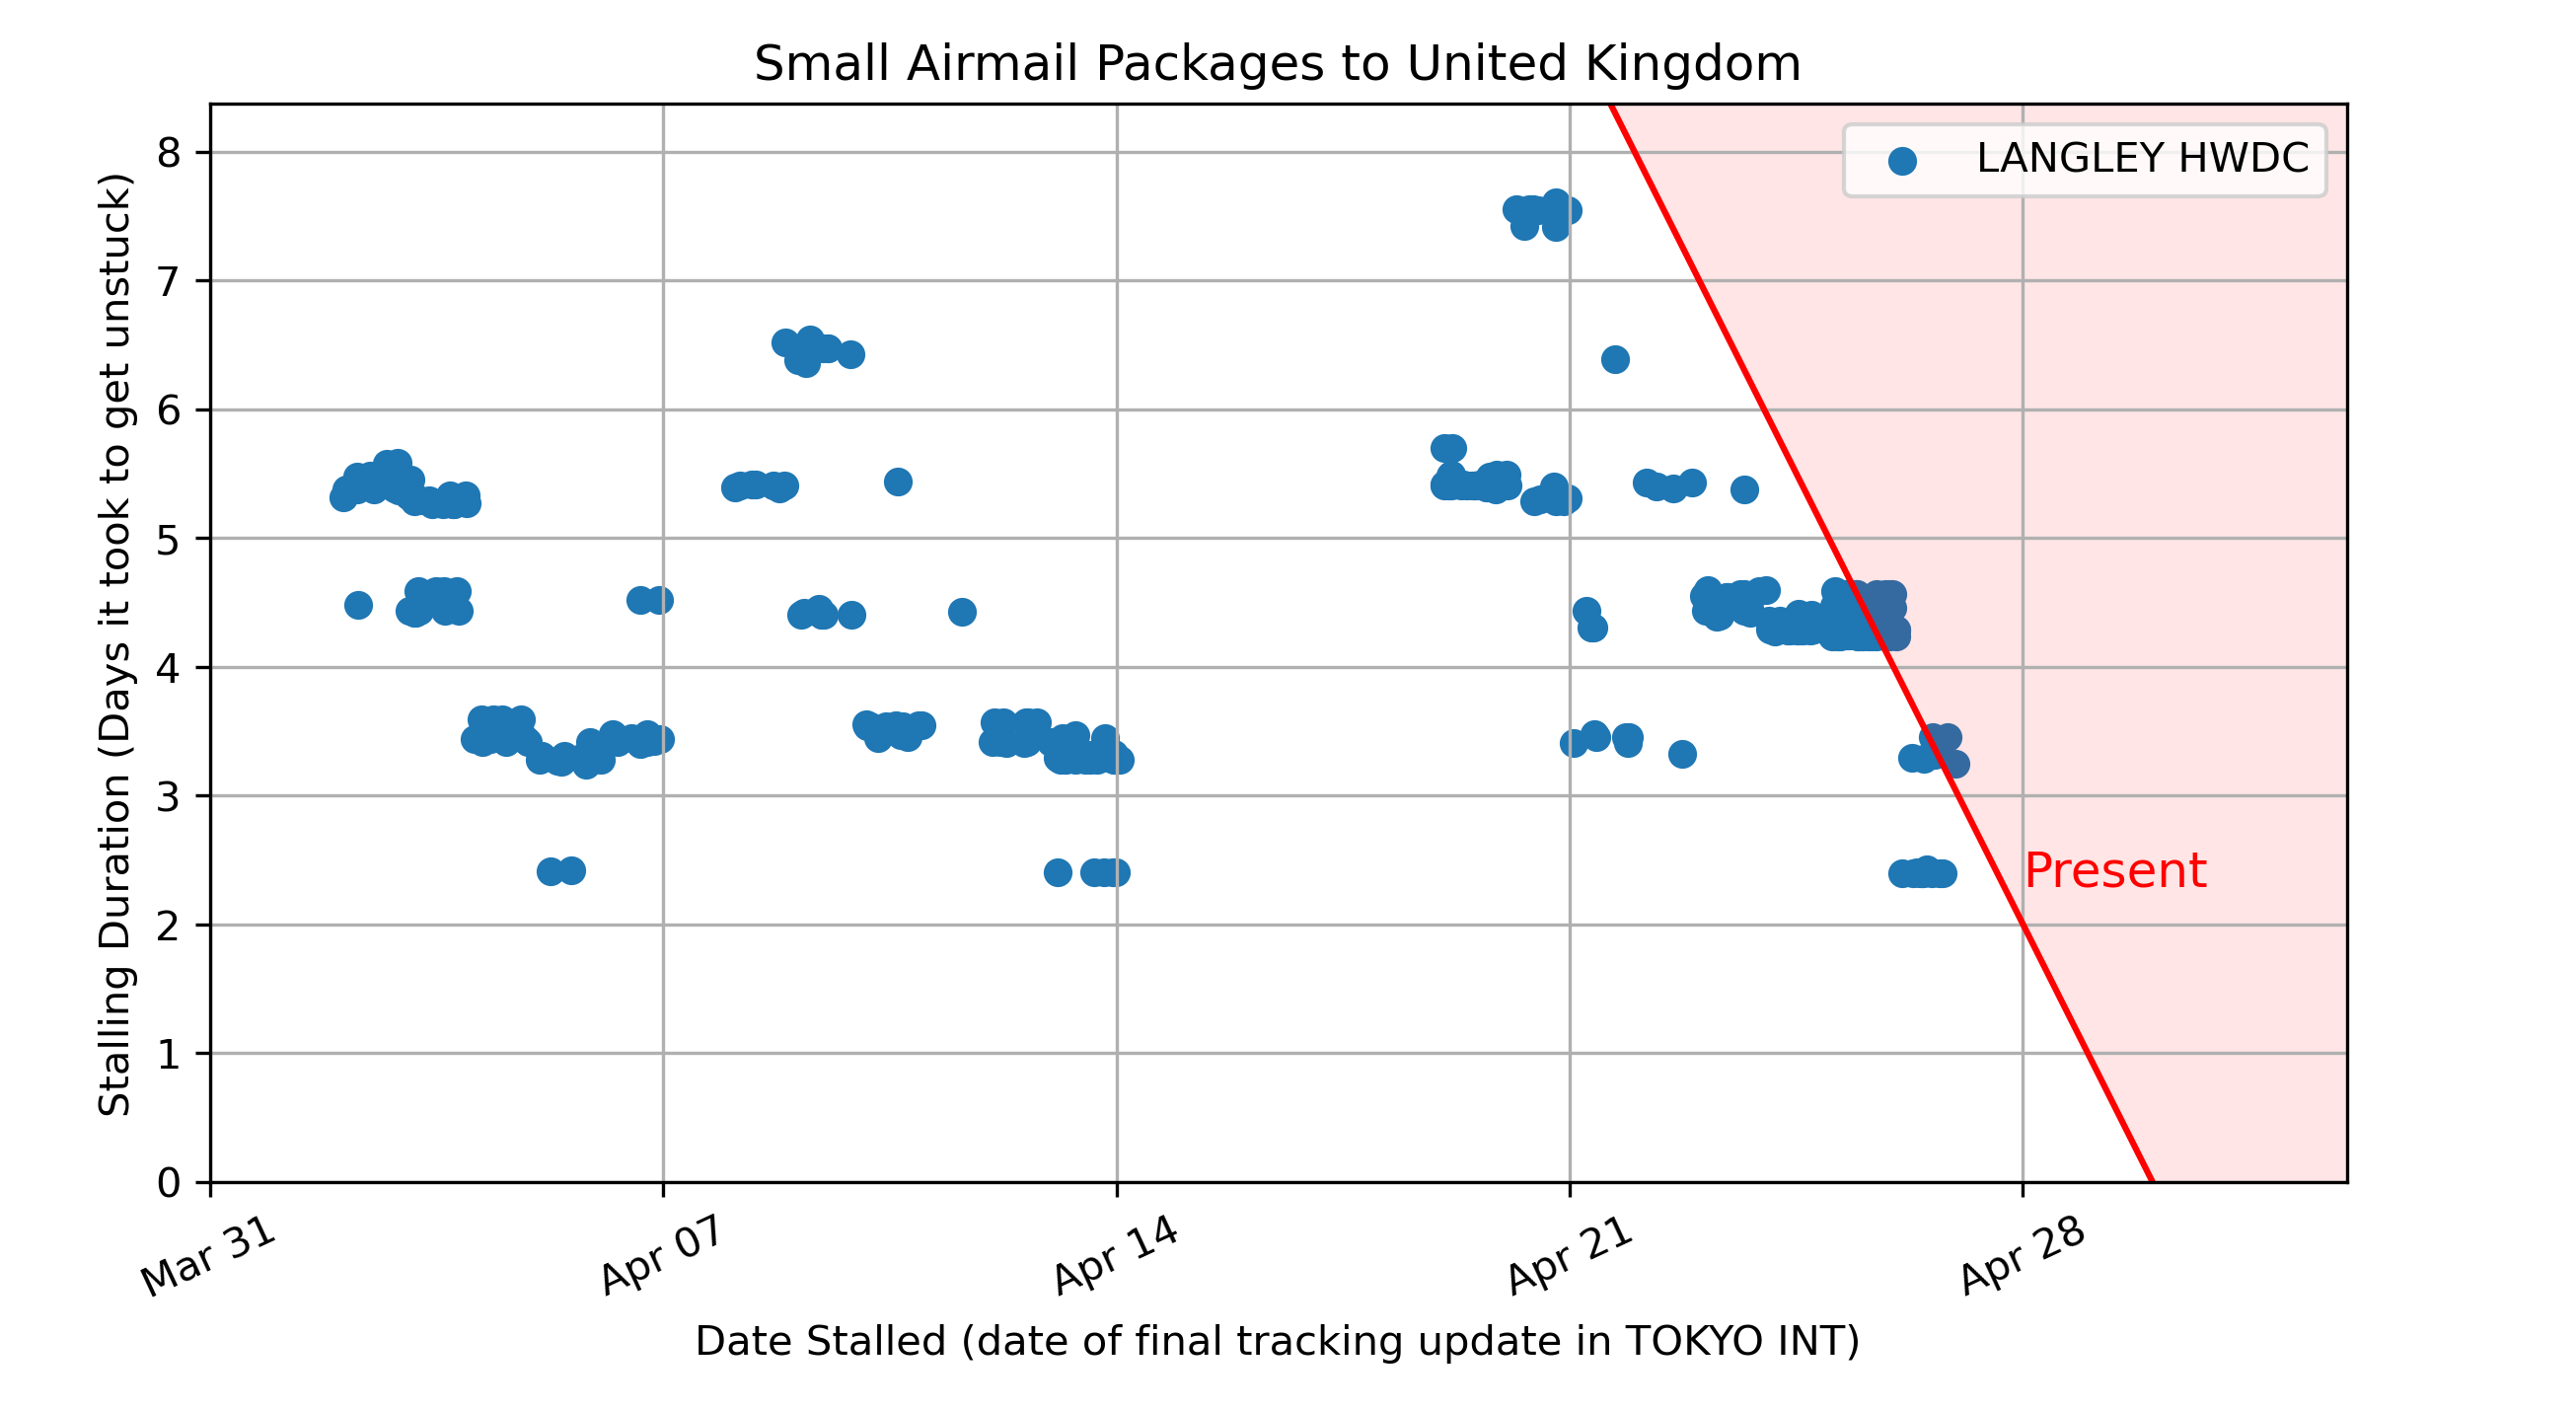 Small Airmail Packages to United Kingdom
LANGLEY HWDC
Stalling Duration (Days it took to get unstuck)
8
7
6
5
4
3
2
1
0
Present
Mar 31
Apr 07
Apr 14
Apr 21
Apr 28
Date Stalled (date of final tracking update in TOKYO INT)